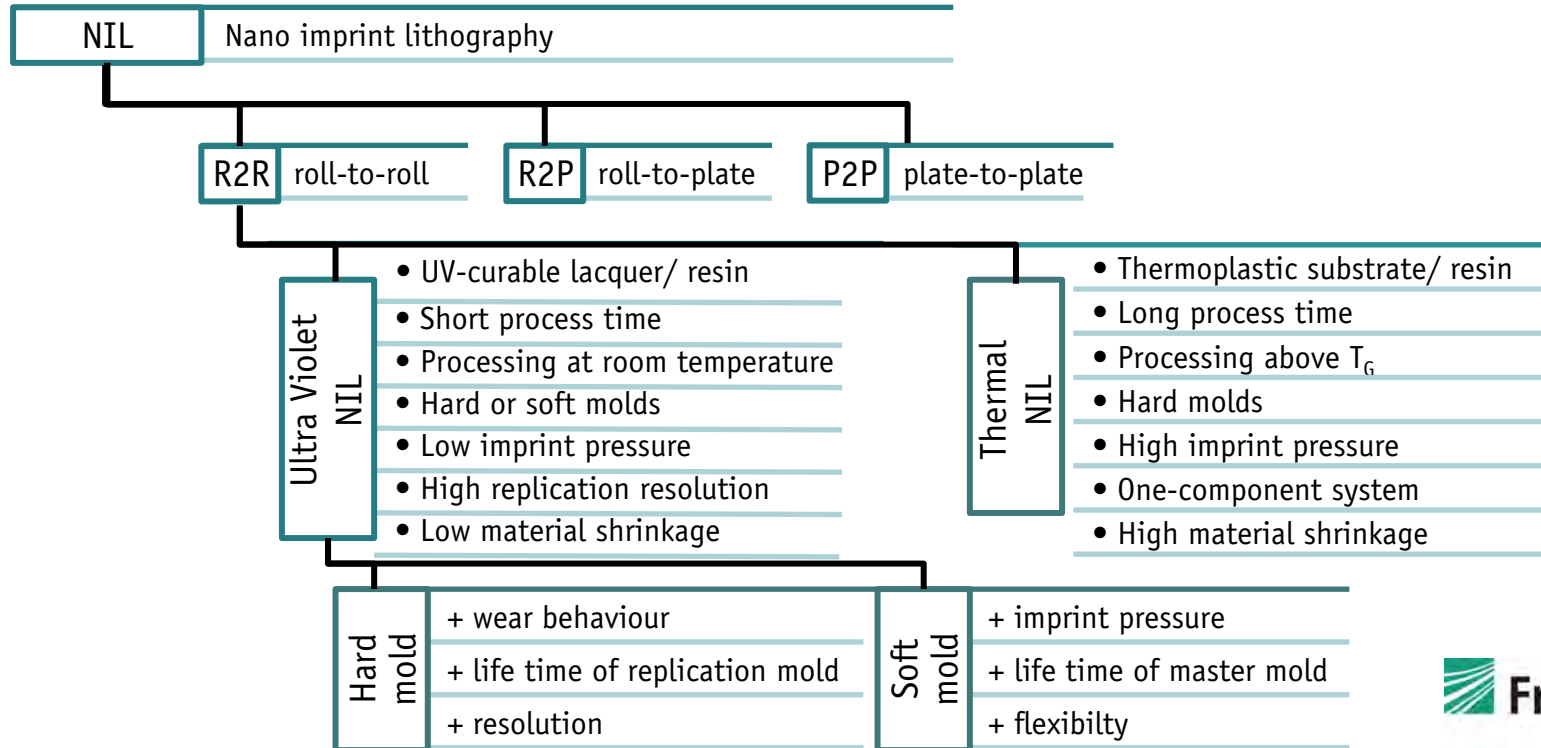 NIL Nano imprint lithography
R2R roll-to-roll R2P roll-to-plate P2P plate-to-plate
Ultra Violet
NIL
• UV-curable lacquer/ resin
• Short process time
• Processing at room temperature
• Hard or soft molds
• Low imprint pressure
• High replication resolution
• Low material shrinkage
Thermal
NIL
• Thermoplastic substrate/ resin
• Long process time
• Processing above TG
• Hard molds
• High imprint pressure
• One-component system
• High material shrinkage
Hard
mold
+ wear behaviour
+ life time of replication mold
+ resolution
Soft
mold
+ imprint pressure
+ life time of master mold
+ flexibilty
Fr